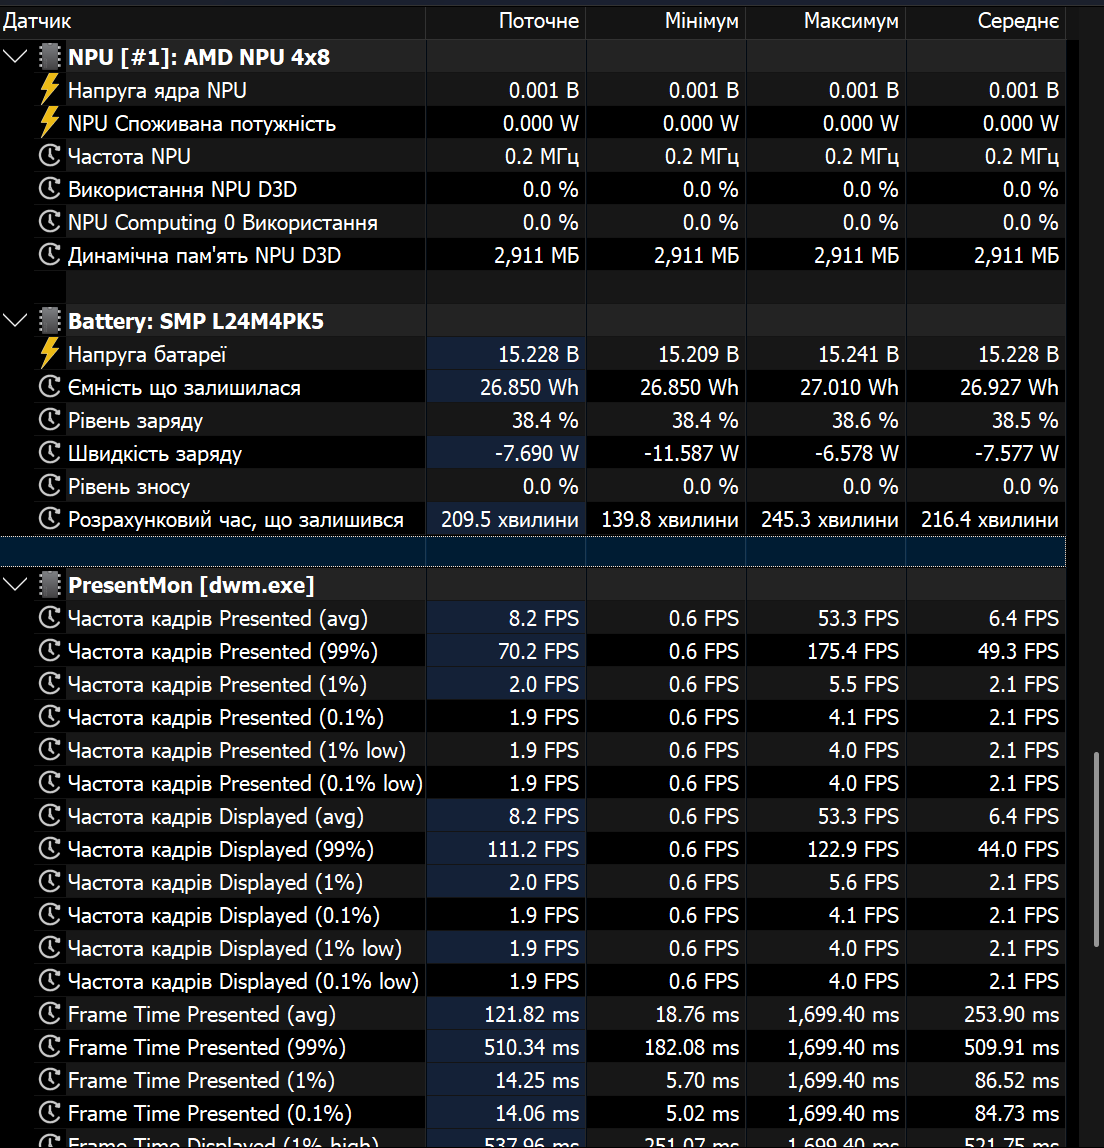 Датчик Поточне Мінімум Максимум Середнє
NPU [#1]: AMD NPU 4x8
Напруга ядра NPU 0.001 В 0.001 В 0.001 В 0.001 В
NPU Споживана потужність 0.000 W 0.000 W 0.000 W 0.000 W
Частота NPU 0.2 МГц 0.2 МГц 0.2 МГц 0.2 МГц
Використання NPU D3D 0.0 % 0.0 % 0.0 % 0.0 %
NPU Computing 0 Використання 0.0 % 0.0 % 0.0 % 0.0 %
Динамічна пам'ять NPU D3D 2,911 МБ 2,911 МБ 2,911 МБ 2,911 МБ
Battery: SMP L24M4PK5
Напруга батареї 15.228 В 15.209 В 15.241 В 15.228 В
Ємність що залишилася 26.850 Wh 26.850 Wh 27.010 Wh 26.927 Wh
Рівень заряду 38.4 % 38.4 % 38.6 % 38.5 %
Швидкість заряду -7.690 W -11.587 W -6.578 W -7.577 W
Рівень зносу 0.0 % 0.0 % 0.0 % 0.0 %
Розрахунковий час, що залишився 209.5 хвилини 139.8 хвилини 245.3 хвилини 216.4 хвилини
PresentMon [dwm.exe]
Частота кадрів Presented (avg) 8.2 FPS 0.6 FPS 53.3 FPS 6.4 FPS
Частота кадрів Presented (99%) 70.2 FPS 0.6 FPS 175.4 FPS 49.3 FPS
Частота кадрів Presented (1%) 2.0 FPS 0.6 FPS 5.5 FPS 2.1 FPS
Частота кадрів Presented (0.1%) 1.9 FPS 0.6 FPS 4.1 FPS 2.1 FPS
Частота кадрів Presented (1% low) 1.9 FPS 0.6 FPS 4.0 FPS 2.1 FPS
Частота кадрів Presented (0.1% low) 1.9 FPS 0.6 FPS 4.0 FPS 2.1 FPS
Частота кадрів Displayed (avg) 8.2 FPS 0.6 FPS 53.3 FPS 6.4 FPS
Частота кадрів Displayed (99%) 111.2 FPS 0.6 FPS 122.9 FPS 44.0 FPS
Частота кадрів Displayed (1%) 2.0 FPS 0.6 FPS 5.6 FPS 2.1 FPS
Частота кадрів Displayed (0.1%) 1.9 FPS 0.6 FPS 4.1 FPS 2.1 FPS
Частота кадрів Displayed (1% low) 1.9 FPS 0.6 FPS 4.0 FPS 2.1 FPS
Частота кадрів Displayed (0.1% low) 1.9 FPS 0.6 FPS 4.0 FPS 2.1 FPS
Frame Time Presented (avg) 121.82 ms 18.76 ms 1,699.40 ms 253.90 ms
Frame Time Presented (99%) 510.34 ms 182.08 ms 1,699.40 ms 509.91 ms
Frame Time Presented (1%) 14.25 ms 5.70 ms 1,699.40 ms 86.52 ms
Frame Time Presented (0.1%) 14.06 ms 5.02 ms 1,699.40 ms 84.73 ms
Frame Time Displayed (1% high) 537.96 ms 251.07 ms 1,699.40 ms 521.75 ms